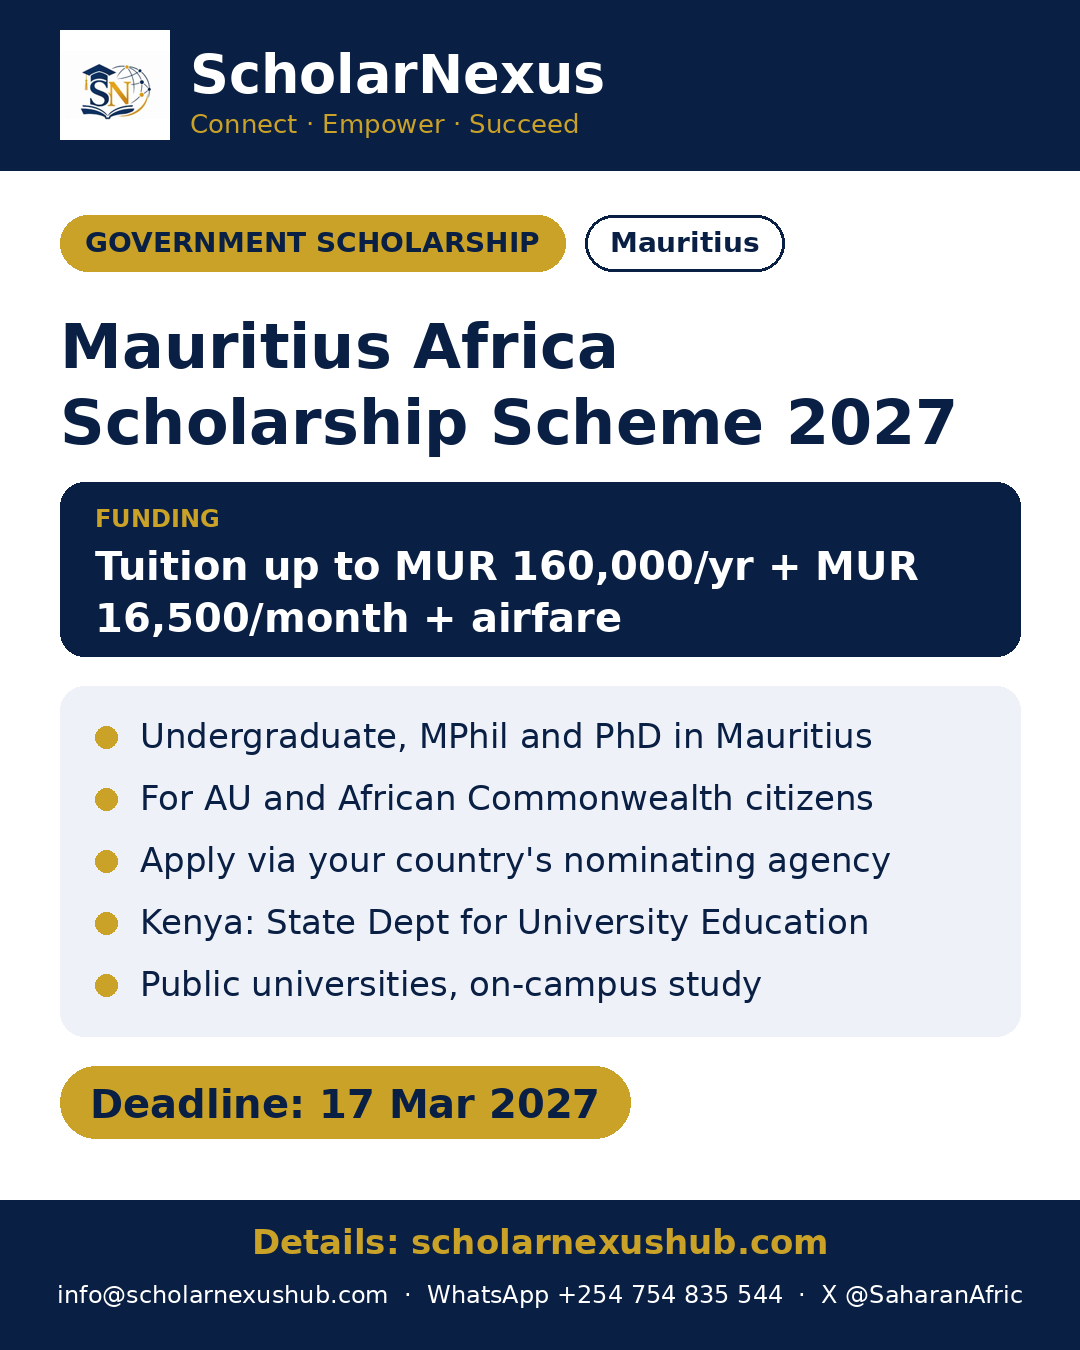 SN
ScholarNexus
Connect · Empower · Succeed
GOVERNMENT SCHOLARSHIP
Mauritius
Mauritius Africa
Scholarship Scheme 2027
FUNDING
Tuition up to MUR 160,000/yr + MUR
16,500/month + airfare
Undergraduate, MPhil and PhD in Mauritius
For AU and African Commonwealth citizens
Apply via your country's nominating agency
Kenya: State Dept for University Education
Public universities, on-campus study
Deadline: 17 Mar 2027
Details: scholarnexushub.com
info@scholarnexushub.com · WhatsApp +254 754 835 544 · X @SaharanAfric